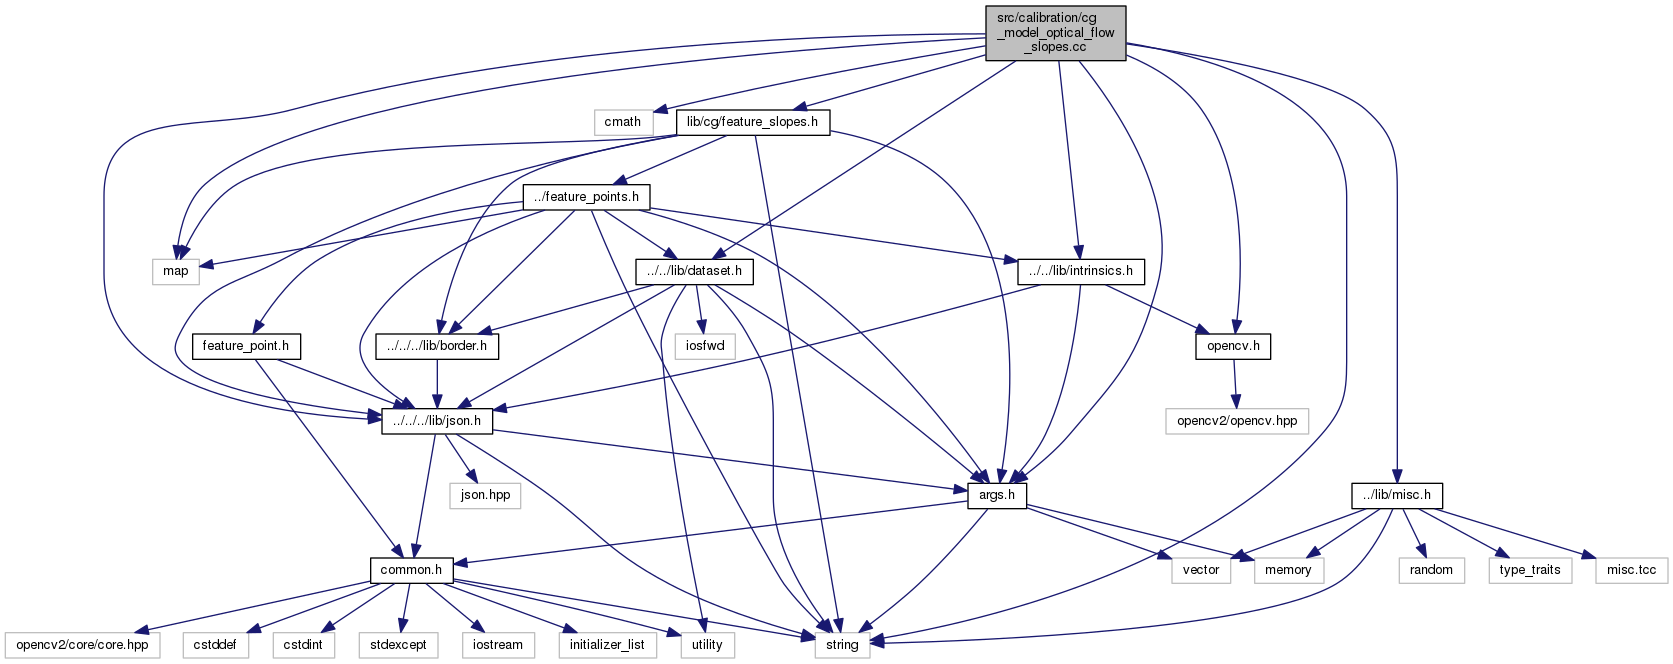 src/calibration/cg
_model_optical_flow
_slopes.cc
cmath
lib/cg/feature_slopes.h
../feature_points.h
map
../../lib/dataset.h
../../lib/intrinsics.h
feature_point.h
../../../lib/border.h
iosfwd
opencv.h
../../../../lib/json.h
opencv2/opencv.hpp
json.hpp
args.h
../lib/misc.h
common.h
vector
memory
random
type_traits
misc.tcc
opencv2/core/core.hpp
cstddef
cstdint
stdexcept
iostream
initializer_list
utility
string